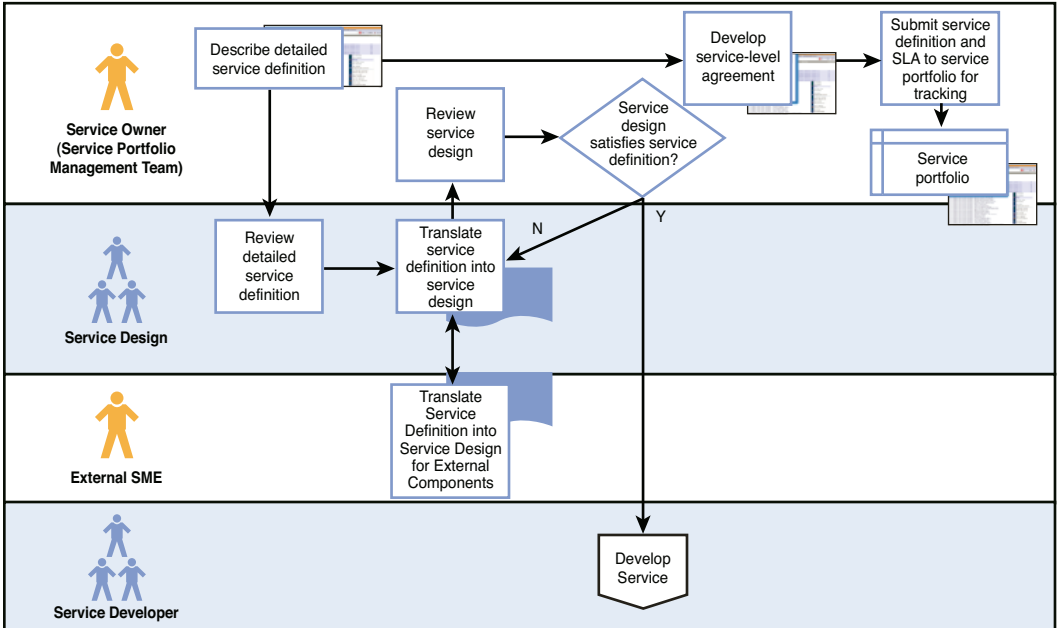 Describe detailed
service definition
Develop
service-level
agreement
Submit service
definition and
SLA to service
portfolio for
tracking
Review
service
design
Service
design
satisfies service
definition?
Service
portfolio
Service Owner
(Service Portfolio
Management Team)
N
Y
Review
detailed
service
definition
Translate
service
definition into
service
design
Service Design
Translate
Service
Definition into
Service Design
for External
Components
External SME
Develop
Service
Service Developer